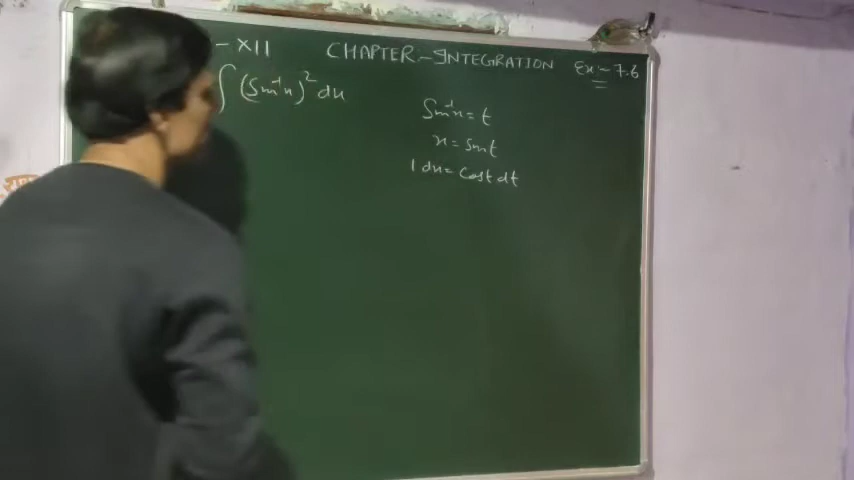 - XII CHAPTER - INTEGRATION Ex - 7.6
∫ (Sin⁻¹x)² dx
Sin⁻¹x = t
x = sin t
1 dx = Cost dt